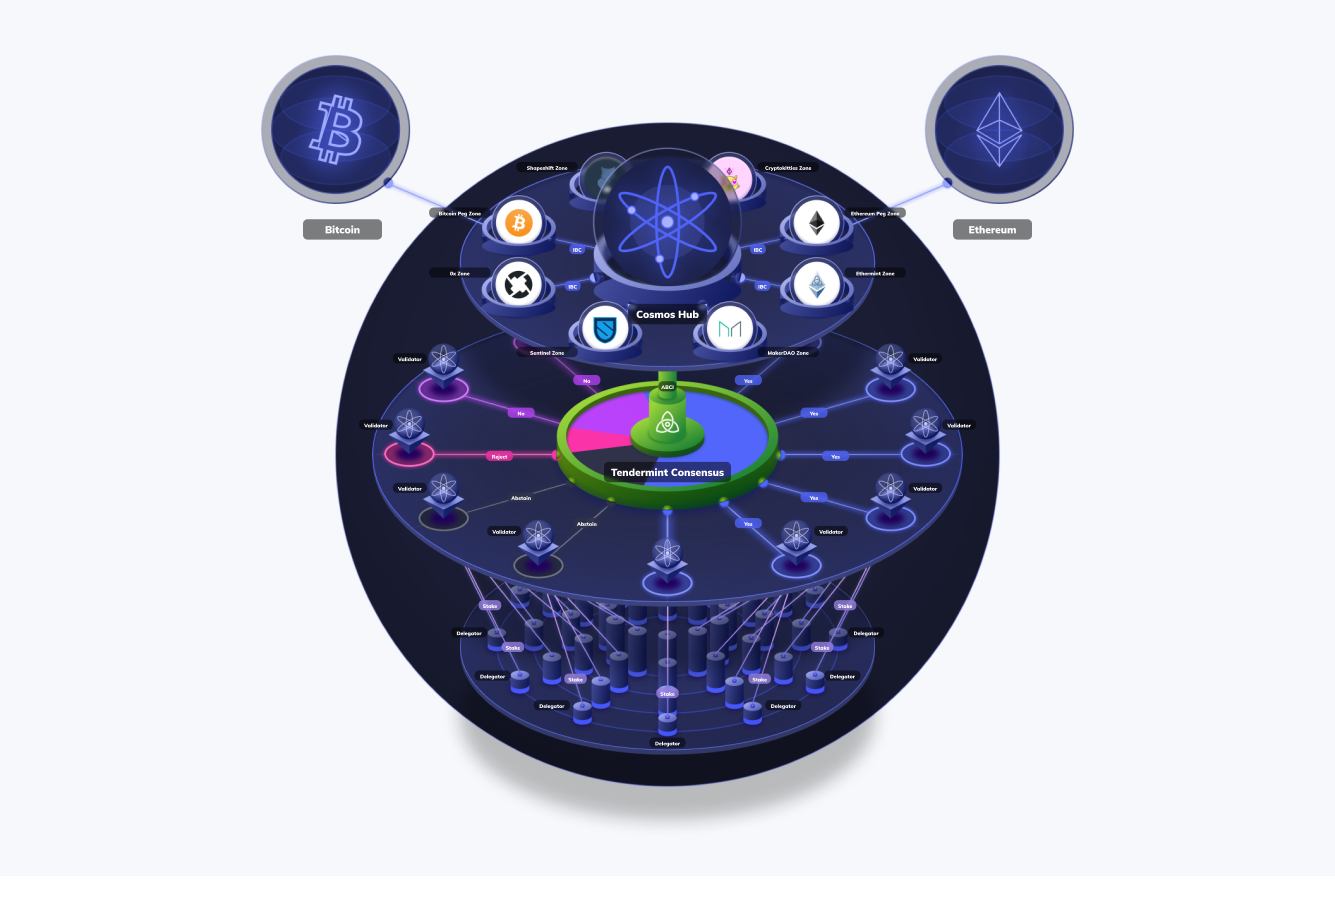 Shapeshift Zone
Cryptokitties Zone
Bitcoin Peg Zone
Ethereum Peg Zone
Bitcoin
Ethereum
IBC
IBC
0x Zone
Ethermint Zone
IBC
IBC
Cosmos Hub
Sentinel Zone
MakerDAO Zone
Validator
Validator
No
Yes
ABCI
No
Yes
Validator
Validator
Reject
Yes
Tendermint Consensus
Validator
Validator
Abstain
Yes
Abstain
Yes
Validator
Validator
Stake
Stake
Delegator
Delegator
Stake
Stake
Delegator
Delegator
Stake
Stake
Stake
Delegator
Delegator
Delegator